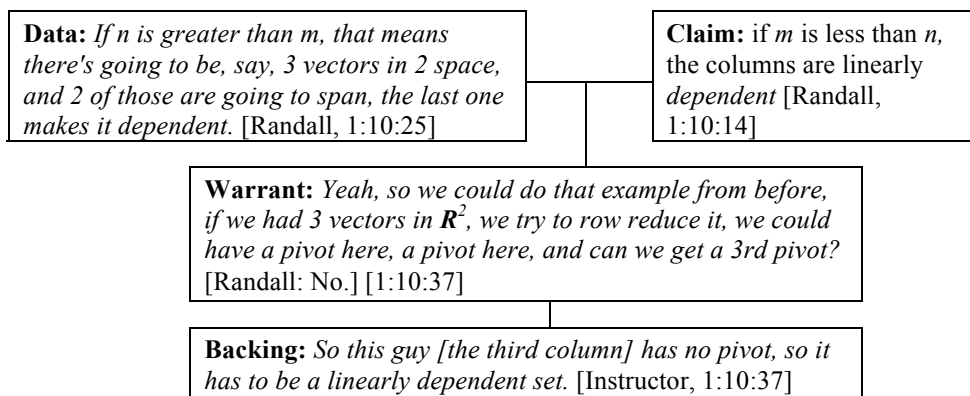 Data: If n is greater than m, that means
there's going to be, say, 3 vectors in 2 space,
and 2 of those are going to span, the last one
makes it dependent. [Randall, 1:10:25]
Claim: if m is less than n,
the columns are linearly
dependent [Randall,
1:10:14]
Warrant: Yeah, so we could do that example from before,
if we had 3 vectors in R², we try to row reduce it, we could
have a pivot here, a pivot here, and can we get a 3rd pivot?
[Randall: No.] [1:10:37]
Backing: So this guy [the third column] has no pivot, so it
has to be a linearly dependent set. [Instructor, 1:10:37]